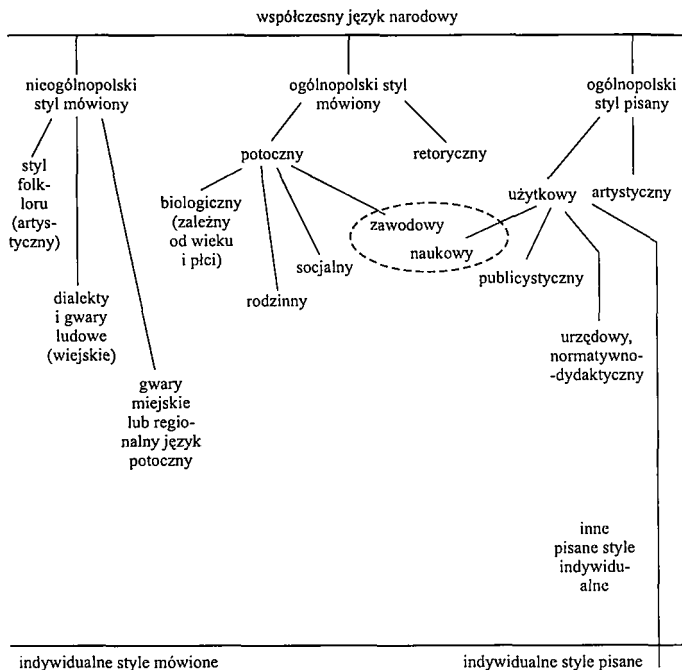 współczesny język narodowy
nieogólnopolski
styl mówiony
ogólnopolski styl
mówiony
ogólnopolski
styl pisany
styl
folk-
loru
(artys-
tyczny)
dialekty
i gwary
ludowe
(wiejskie)
gwary
miejskie
lub regio-
nalny język
potoczny
potoczny
retoryczny
biologiczny
(zależny
od wieku
i płci)
rodzinny
socjalny
zawodowy
naukowy
użytkowy
artystyczny
publicystyczny
urzędowy,
normatywno-
-dydaktyczny
inne
pisane style
indywidu-
alne
indywidualne style mówione
indywidualne style pisane